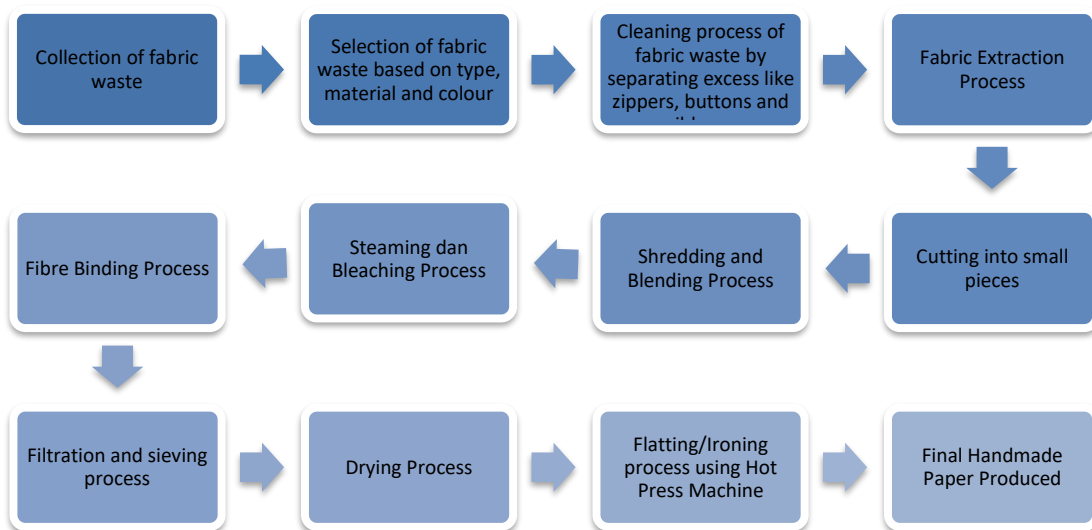 Collection of fabric
waste
Selection of fabric
waste based on type,
material and colour
Cleaning process of
fabric waste by
separating excess like
zippers, buttons and
Fabric Extraction
Process
Cutting into small
pieces
Shredding and
Blending Process
Steaming dan
Bleaching Process
Fibre Binding Process
Filtration and sieving
process
Drying Process
Flatting/Ironing
process using Hot
Press Machine
Final Handmade
Paper Produced